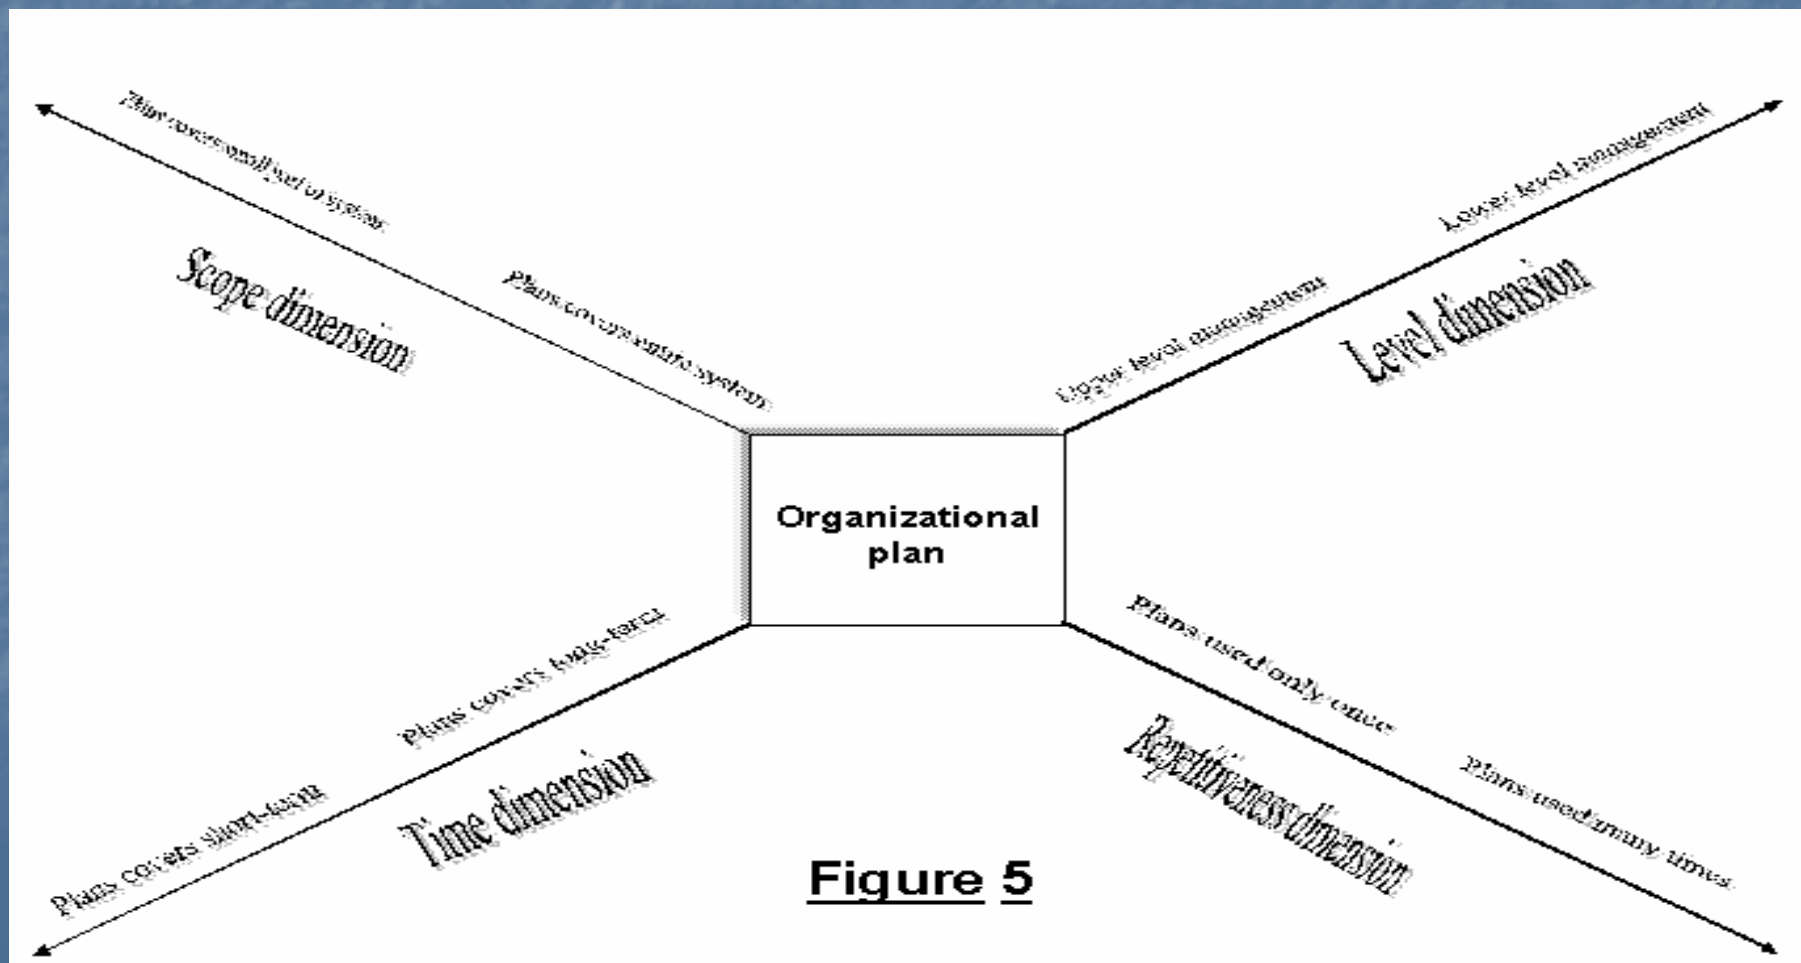 Plans covers small part of system
Scope dimension
Plans covers entire system
Lower level management
Upper level management
Level dimension
Organizational
plan
Plans covers long-term
Plans covers short-term
Time dimension
Plans used only once
Plans used many times
Repetitiveness dimension
Figure 5